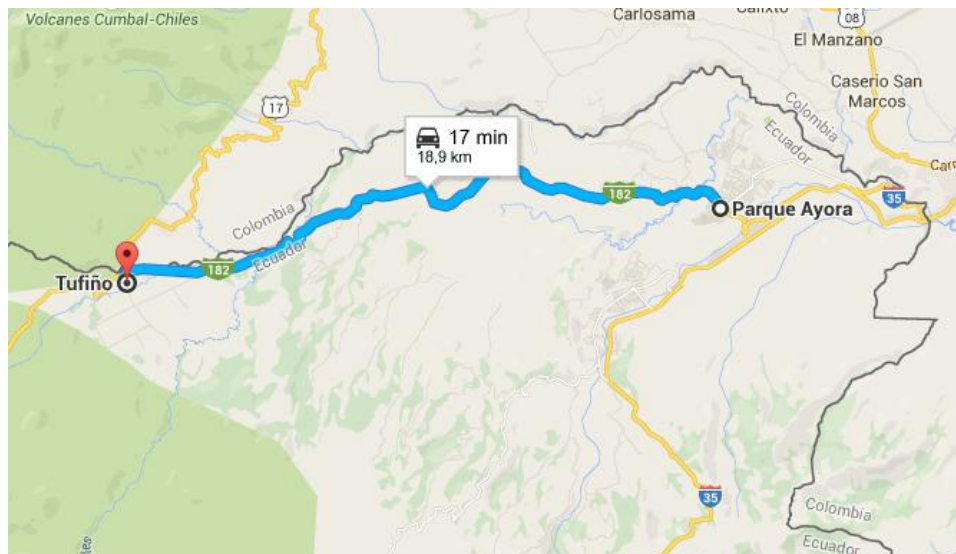 Volcanes Cumbal-Chiles
Carlosama
08
El Manzano
Caserio San
Marcos
17
Colombia
Ecuador
17 min
18,9 km
182
Parque Ayora
35
Colombia
Ecuador
182
Tufiño
35
Colombia
Ecuador